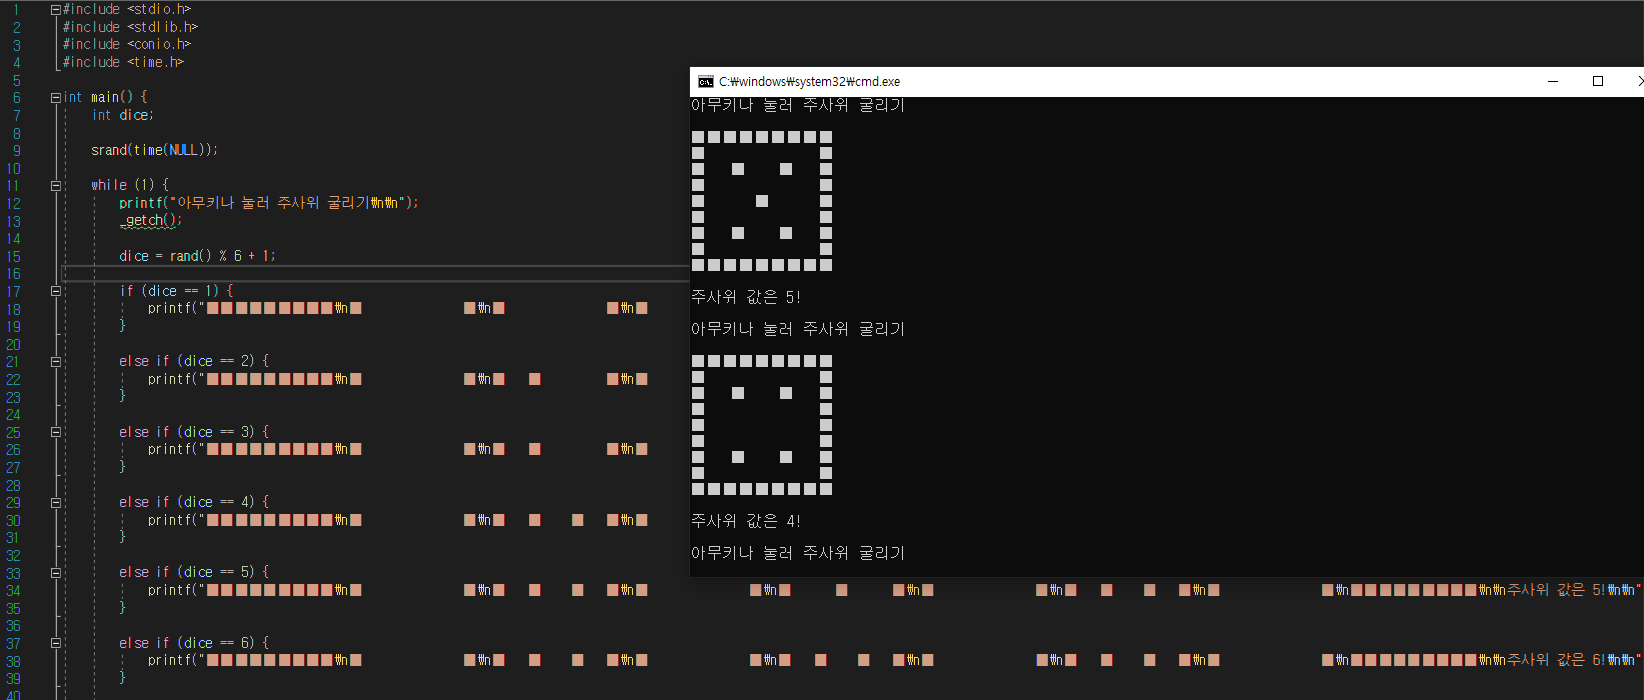 1 #include <stdio.h>
2 #include <stdlib.h>
3 #include <conio.h>
4 #include <time.h>
5
6 int main() {
7 int dice;
8
9 srand(time(NULL));
10
11 while (1) {
12 printf("아무키나 눌러 주사위 굴리기₩n₩n");
13 _getch();
14
15 dice = rand() % 6 + 1;
16
17 if (dice == 1) {
18 printf("■■■■■■■■■₩n■ ■₩n■ ■₩n■
19 }
20
21 else if (dice == 2) {
22 printf("■■■■■■■■■₩n■ ■₩n■ ■ ■₩n■
23 }
24
25 else if (dice == 3) {
26 printf("■■■■■■■■■₩n■ ■₩n■ ■ ■₩n■
27 }
28
29 else if (dice == 4) {
30 printf("■■■■■■■■■₩n■ ■₩n■ ■ ■ ■₩n■
31 }
32
33 else if (dice == 5) {
34 printf("■■■■■■■■■₩n■ ■₩n■ ■ ■ ■₩n■ ■₩n■ ■ ■₩n■ ■₩n■ ■ ■ ■₩n■ ■₩n■■■■■■■■■₩n₩n주사위 값은 5!₩n₩n"
35 }
36
37 else if (dice == 6) {
38 printf("■■■■■■■■■₩n■ ■₩n■ ■ ■ ■₩n■ ■₩n■ ■ ■ ■₩n■ ■₩n■ ■ ■ ■₩n■ ■₩n■■■■■■■■■₩n₩n주사위 값은 6!₩n₩n"
39 }
40
C:₩windows₩system32₩cmd.exe
아무키나 눌러 주사위 굴리기
■■■■■■■■■
■ ■
■ ■ ■ ■
■ ■
■ ■ ■
■ ■
■ ■ ■ ■
■ ■
■■■■■■■■■
주사위 값은 5!
아무키나 눌러 주사위 굴리기
■■■■■■■■■
■ ■
■ ■ ■ ■
■ ■
■ ■
■ ■
■ ■ ■ ■
■ ■
■■■■■■■■■
주사위 값은 4!
아무키나 눌러 주사위 굴리기